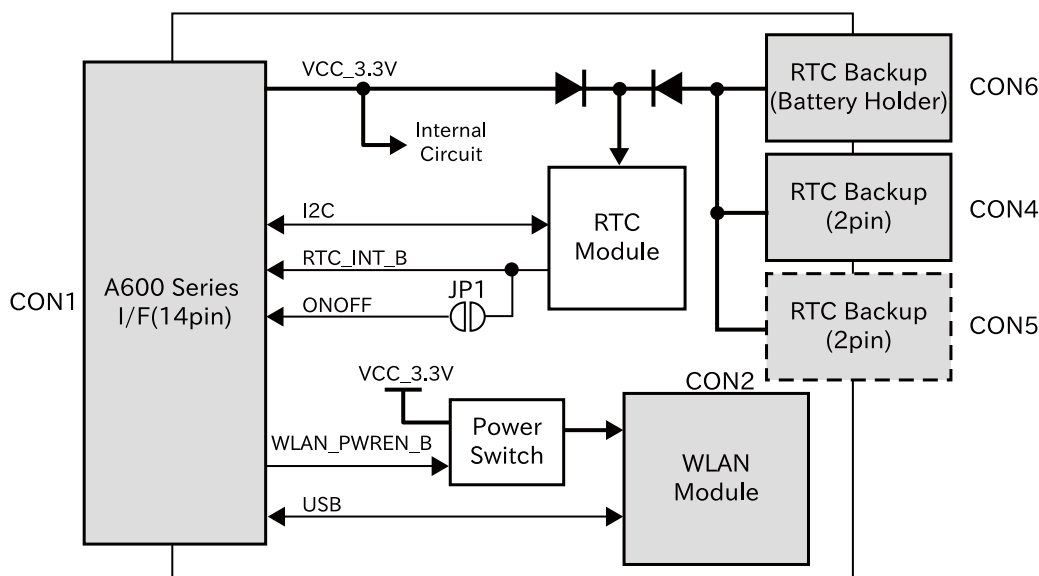 VCC_3.3V
RTC Backup
(Battery Holder)
CON6
Internal
Circuit
RTC Backup
(2pin)
CON4
I2C
RTC
Module
RTC_INT_B
CON1
A600 Series
I/F(14pin)
JP1
ONOFF
RTC Backup
(2pin)
CON5
VCC_3.3V
CON2
Power
Switch
WLAN_PWREN_B
WLAN
Module
USB